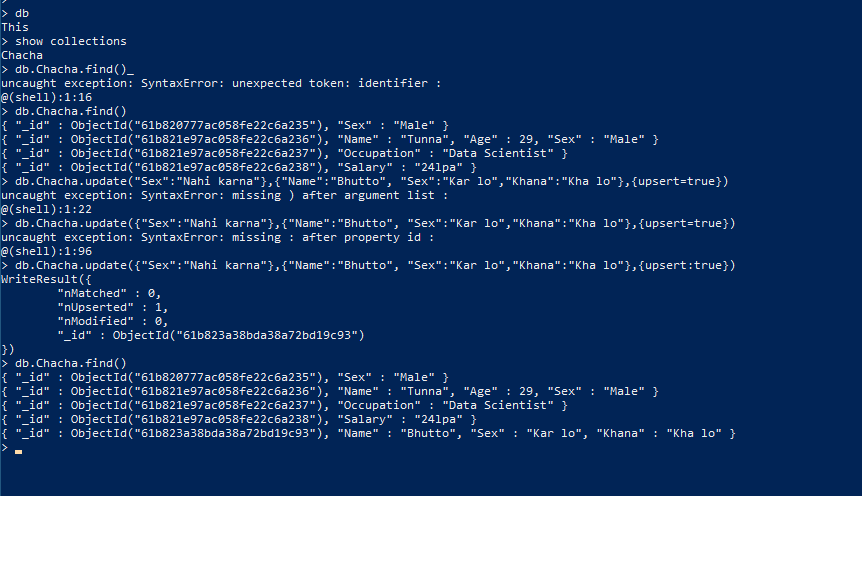 >
> db
This
> show collections
Chacha
> db.Chacha.find()_
uncaught exception: SyntaxError: unexpected token: identifier :
@(shell):1:16
> db.Chacha.find()
{ "_id" : ObjectId("61b820777ac058fe22c6a235"), "Sex" : "Male" }
{ "_id" : ObjectId("61b821e97ac058fe22c6a236"), "Name" : "Tunna", "Age" : 29, "Sex" : "Male" }
{ "_id" : ObjectId("61b821e97ac058fe22c6a237"), "Occupation" : "Data Scientist" }
{ "_id" : ObjectId("61b821e97ac058fe22c6a238"), "Salary" : "24lpa" }
> db.Chacha.update("Sex":"Nahi karna"},{"Name":"Bhutto", "Sex":"Kar lo","Khana":"Kha lo"},{upsert=true})
uncaught exception: SyntaxError: missing ) after argument list :
@(shell):1:22
> db.Chacha.update({"Sex":"Nahi karna"},{"Name":"Bhutto", "Sex":"Kar lo","Khana":"Kha lo"},{upsert=true})
uncaught exception: SyntaxError: missing : after property id :
@(shell):1:96
> db.Chacha.update({"Sex":"Nahi karna"},{"Name":"Bhutto", "Sex":"Kar lo","Khana":"Kha lo"},{upsert:true})
WriteResult({
        "nMatched" : 0,
        "nUpserted" : 1,
        "nModified" : 0,
        "_id" : ObjectId("61b823a38bda38a72bd19c93")
})
> db.Chacha.find()
{ "_id" : ObjectId("61b820777ac058fe22c6a235"), "Sex" : "Male" }
{ "_id" : ObjectId("61b821e97ac058fe22c6a236"), "Name" : "Tunna", "Age" : 29, "Sex" : "Male" }
{ "_id" : ObjectId("61b821e97ac058fe22c6a237"), "Occupation" : "Data Scientist" }
{ "_id" : ObjectId("61b821e97ac058fe22c6a238"), "Salary" : "24lpa" }
{ "_id" : ObjectId("61b823a38bda38a72bd19c93"), "Name" : "Bhutto", "Sex" : "Kar lo", "Khana" : "Kha lo" }
>